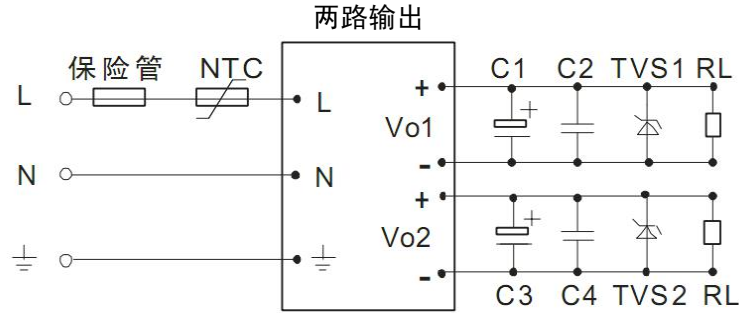 两路输出
保险管 NTC C1 C2 TVS1 RL
L L + Vo1 -
N N + Vo2 -
C3 C4 TVS2 RL